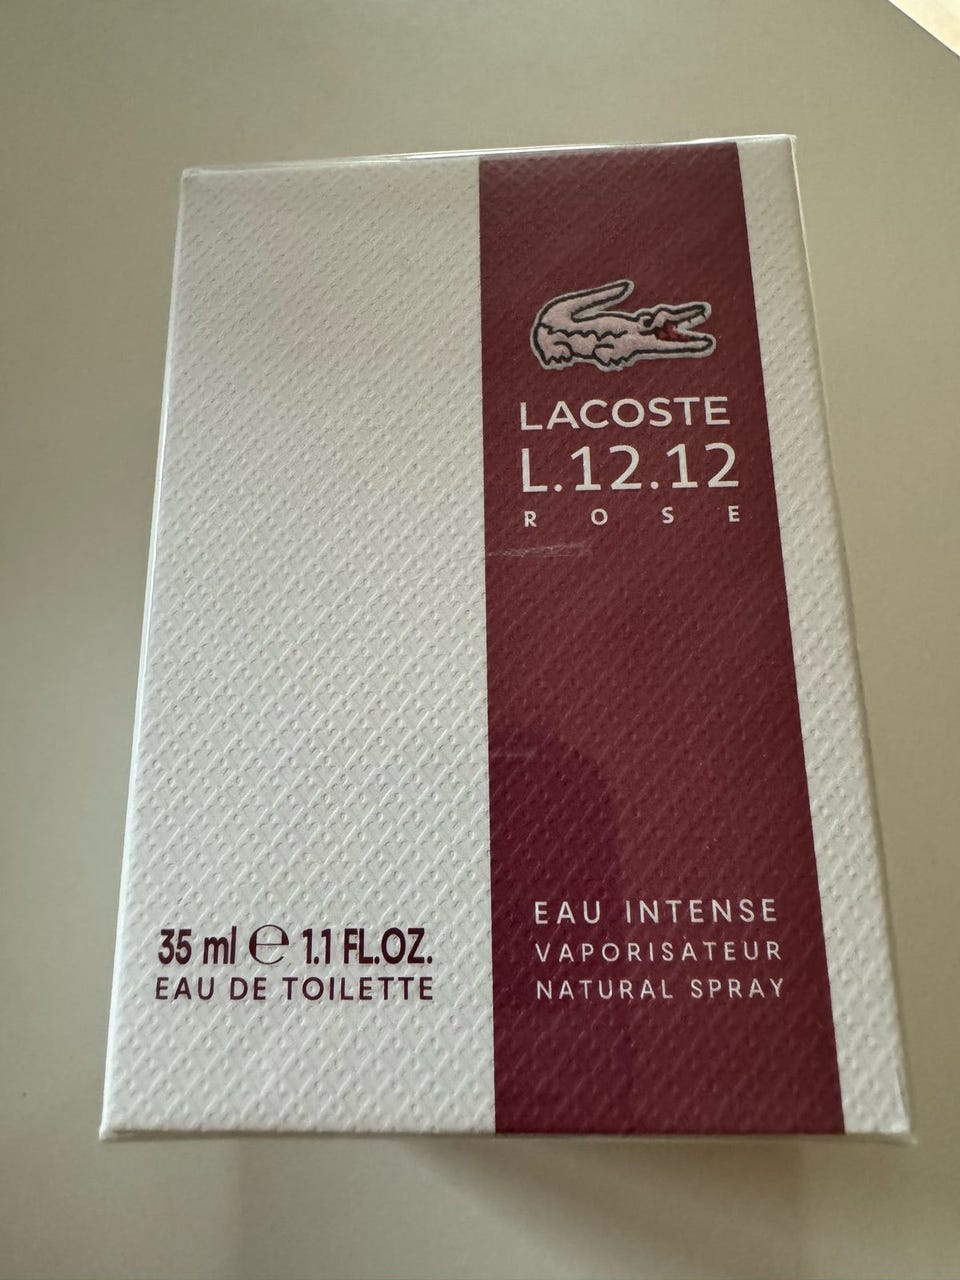 LACOSTE
L.12.12
ROSE
EAU INTENSE
VAPORISATEUR
NATURAL SPRAY
35 ml ℮ 1.1 FL.OZ.
EAU DE TOILETTE